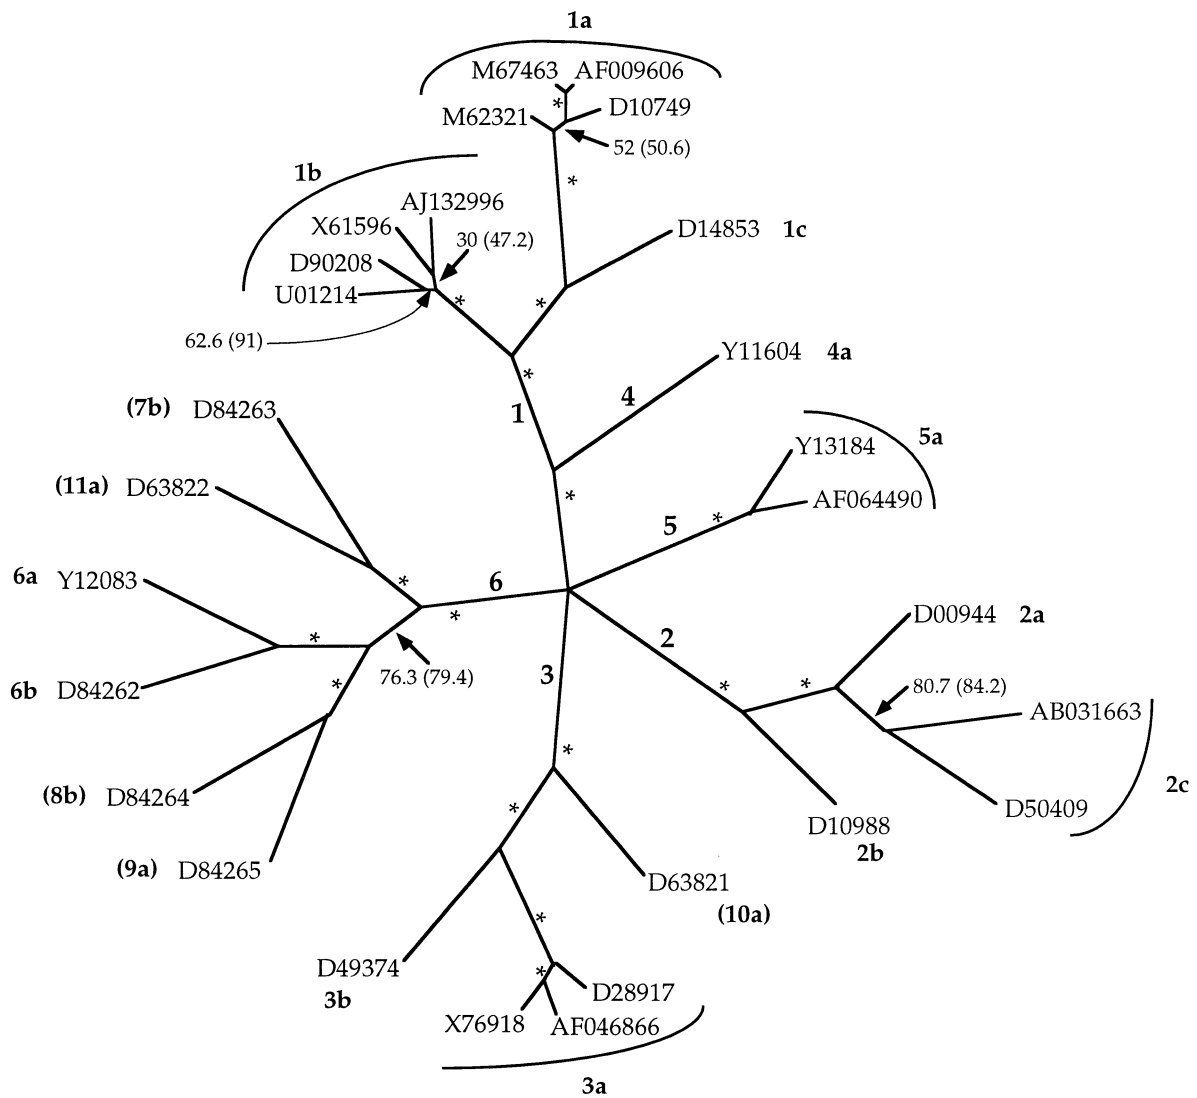 1a
M67463 AF009606
*
M62321
D10749
52 (50.6)
1b
*
AJ132996
X61596
30 (47.2)
D14853 1c
D90208
U01214
*
*
62.6 (91)
Y11604 4a
*
4
(7b) D84263
1
5a
Y13184
(11a) D63822
*
AF064490
*
5
6a Y12083
*
6
*
D00944 2a
*
2
6b D84262
76.3 (79.4)
3
*
*
*
80.7 (84.2)
AB031663
*
2c
(8b) D84264
*
D50409
D10988
2b
(9a) D84265
D63821
(10a)
*
D49374
3b
*
D28917
X76918
AF046866
3a